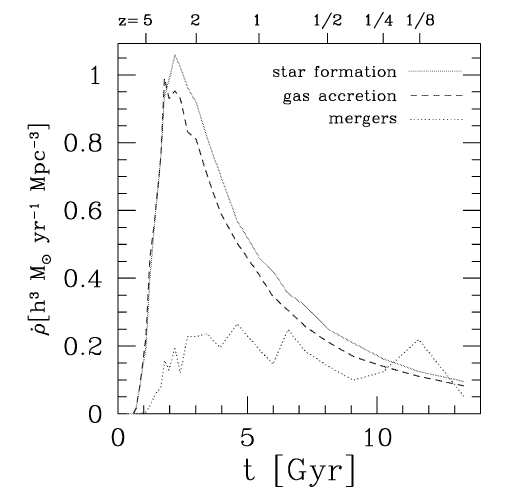 z= 5 2 1 1/2 1/4 1/8
star formation
gas accretion
mergers
1
0.8
0.6
0.4
0.2
0
ρ̇[h³ M⊙ yr⁻¹ Mpc⁻³]
0 5 10
t [Gyr]